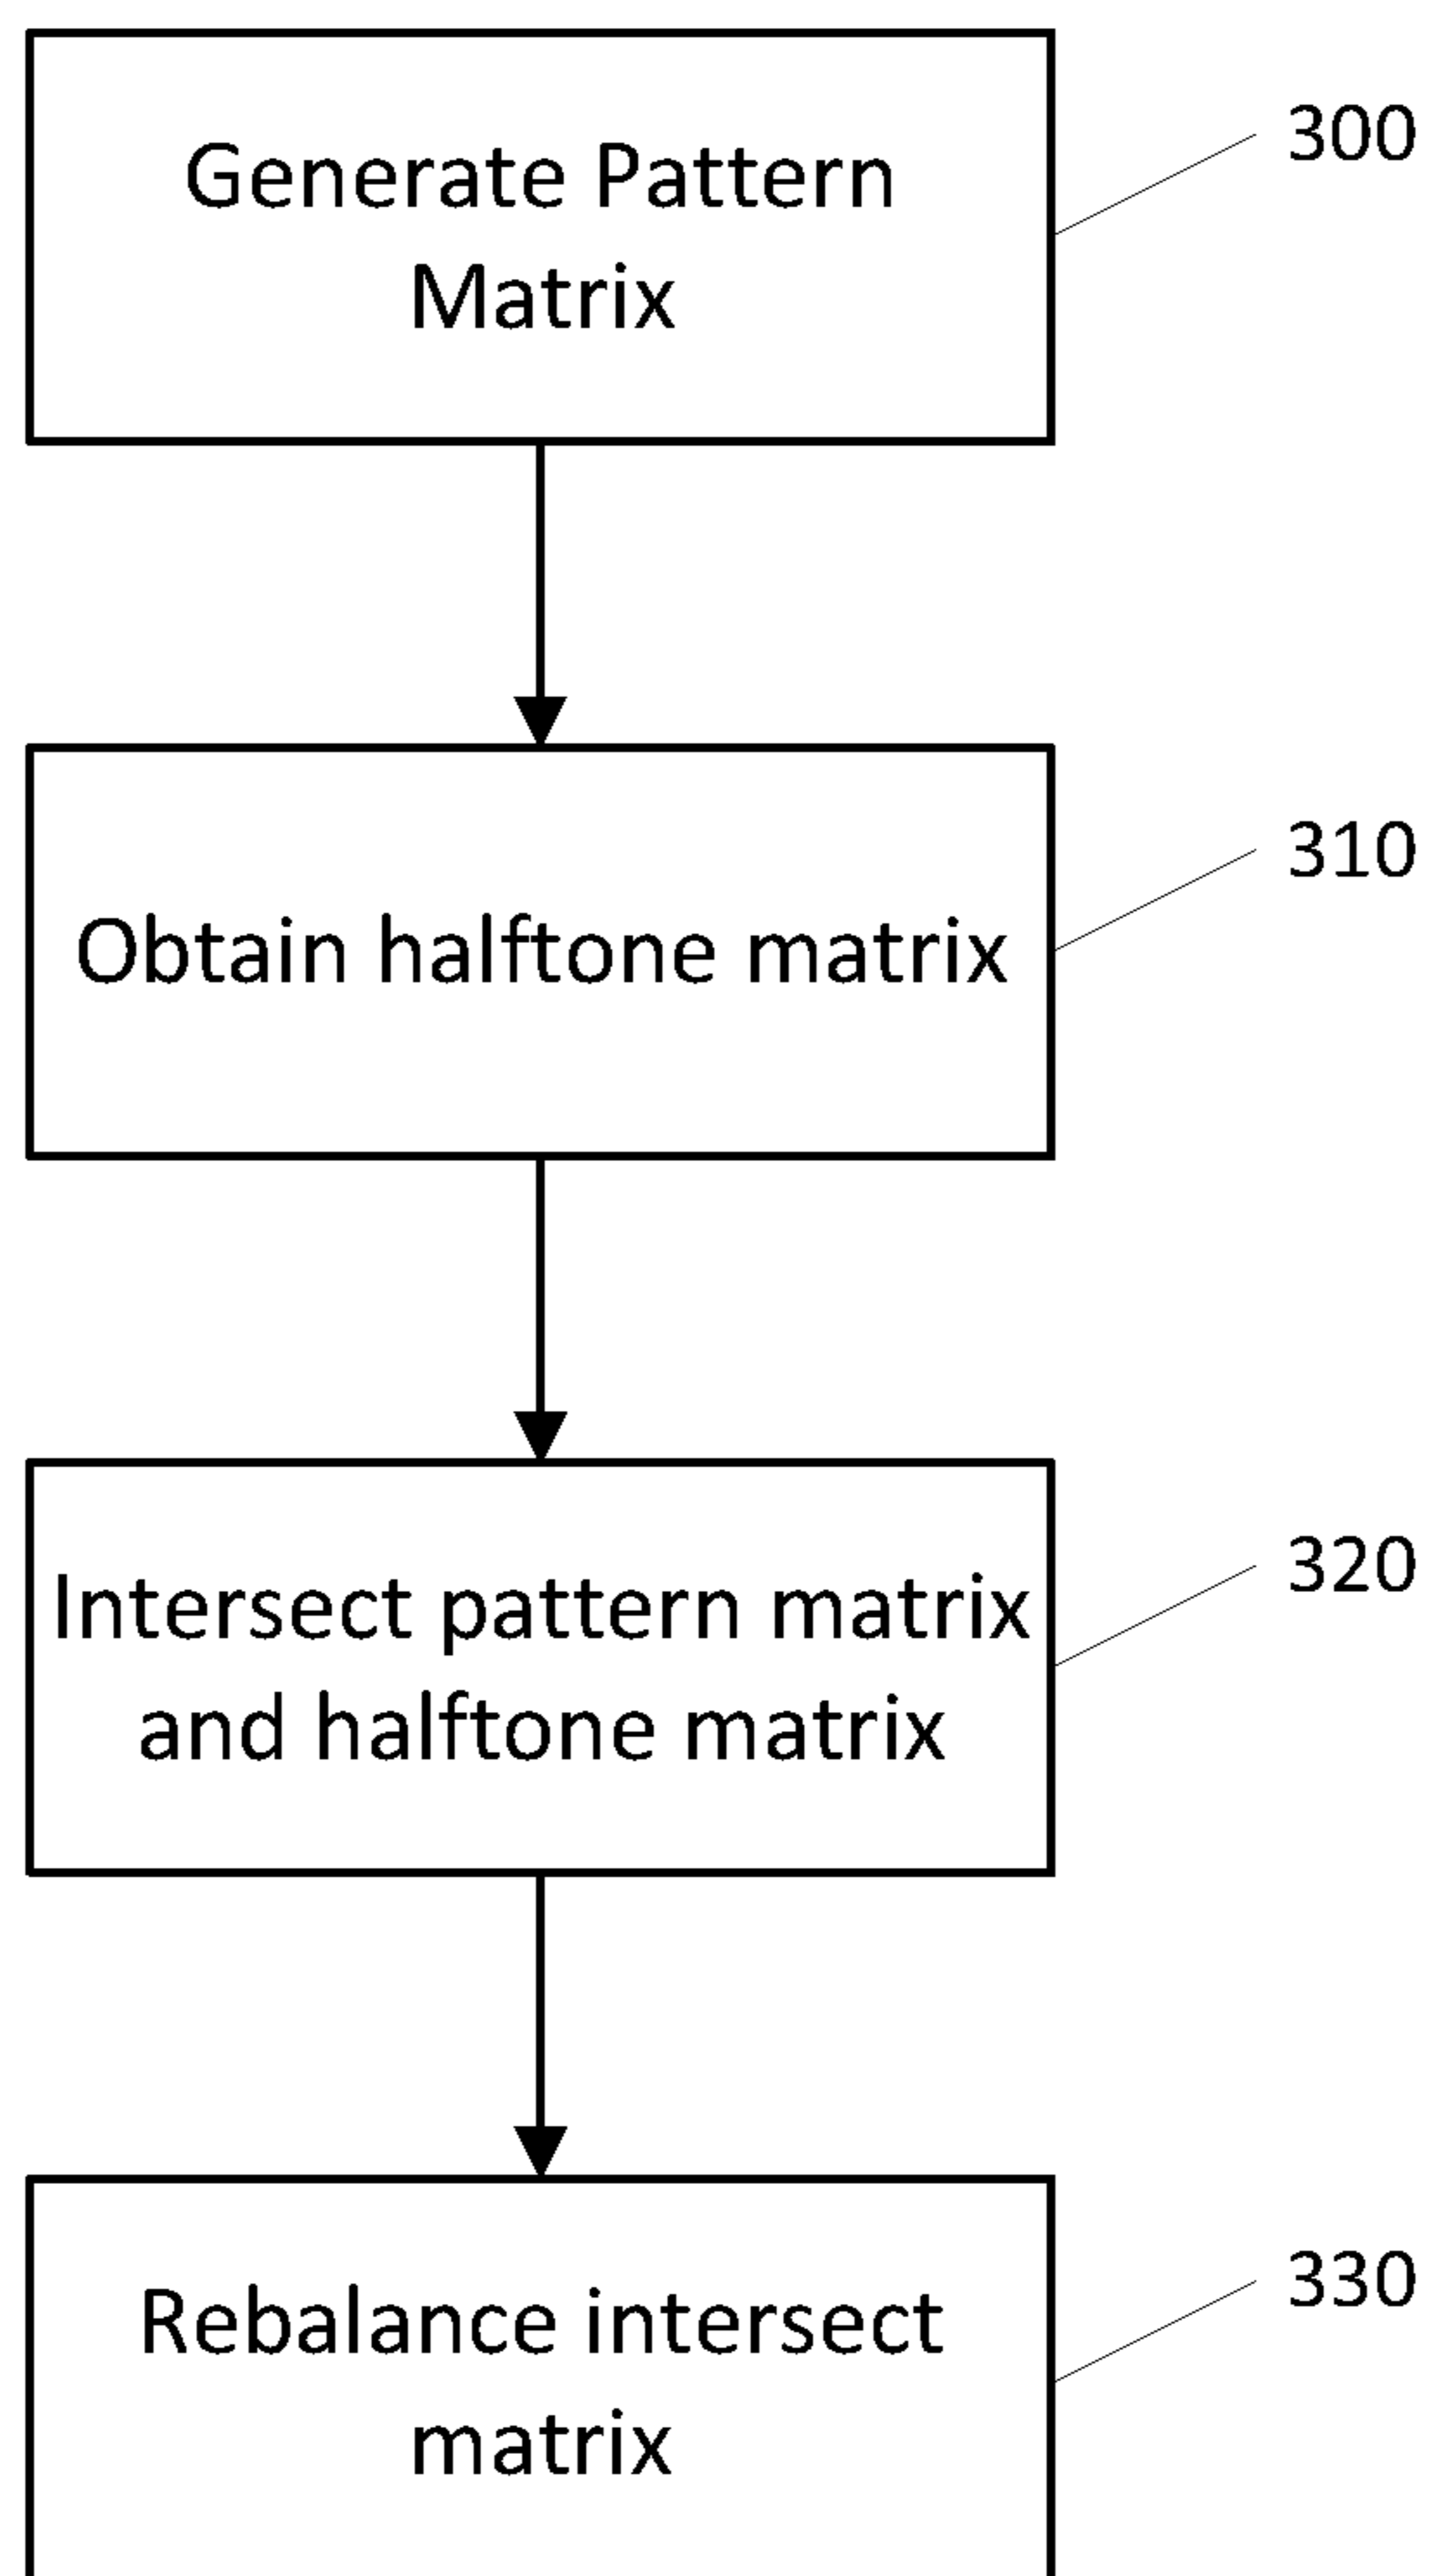 Generate Pattern
Matrix
300
Obtain halftone matrix
310
Intersect pattern matrix
and halftone matrix
320
Rebalance intersect
matrix
330